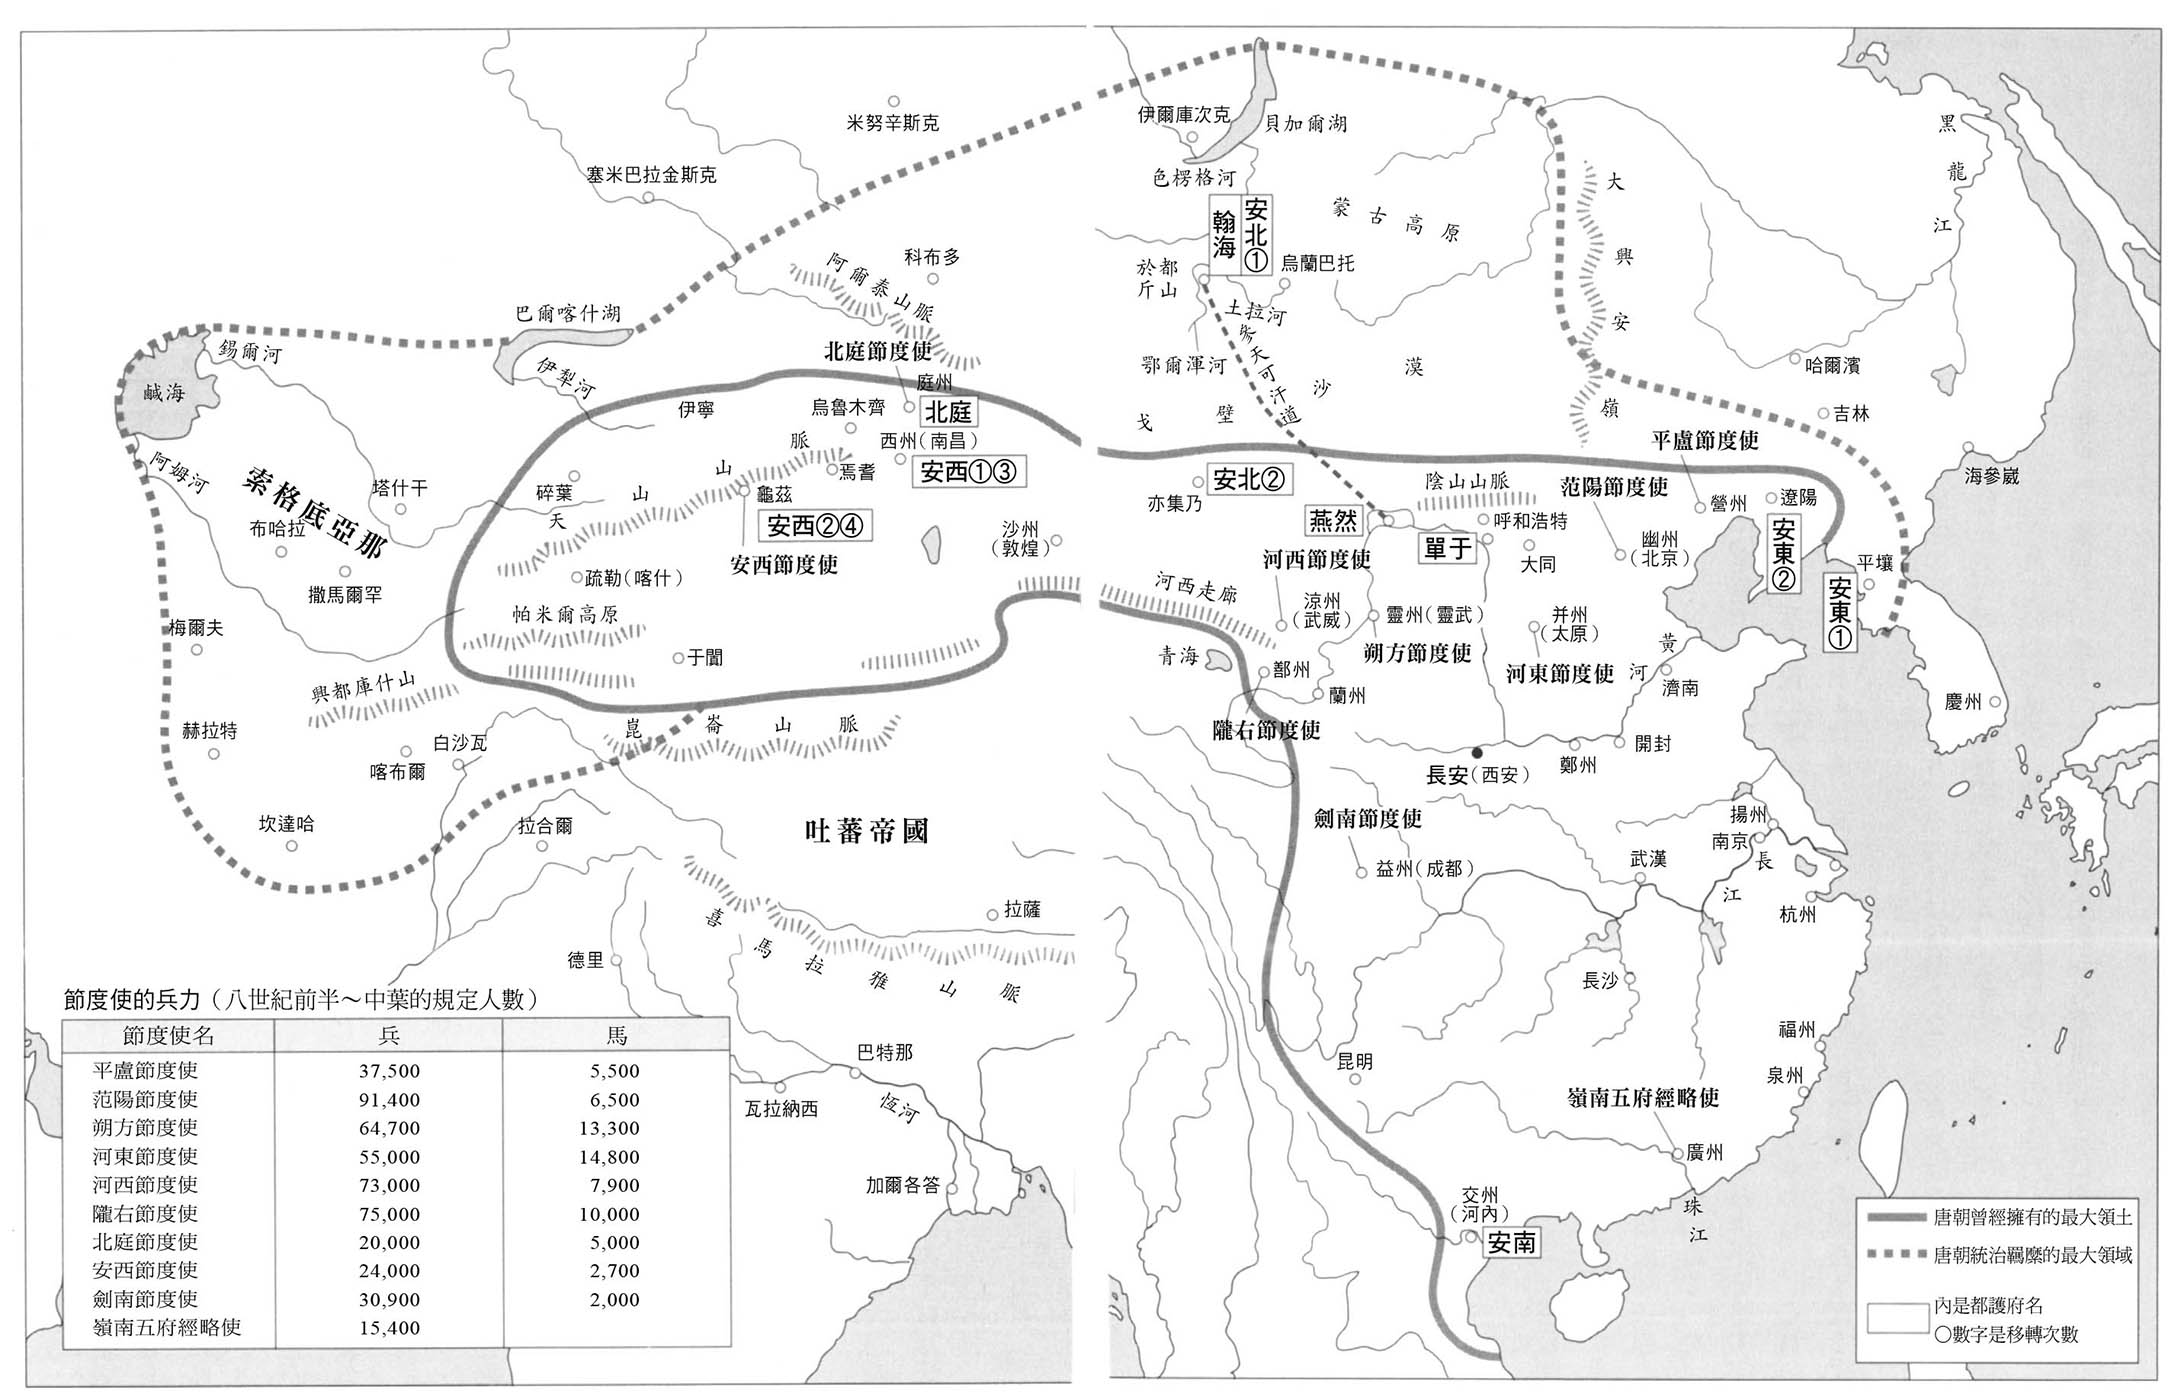 米努辛斯克
塞米巴拉金斯克
科布多
阿爾泰山脈
巴爾喀什湖
錫爾河
伊犁河
鹹海
北庭節度使
庭州
北庭
伊寧
烏魯木齊
西州(南昌)
安西①③
焉耆
天山山脈
龜茲
安西②④
安西節度使
碎葉
阿姆河
索格底亞那
塔什干
布哈拉
撒馬爾罕
沙州
(敦煌)
疏勒(喀什)
帕米爾高原
梅爾夫
于闐
興都庫什山
赫拉特
白沙瓦
喀布爾
崑崙山脈
坎達哈
拉合爾
吐蕃帝國
拉薩
喜馬拉雅山脈
德里
巴特那
瓦拉納西
恆河
加爾各答
伊爾庫次克
貝加爾湖
色楞格河
瀚海
安北①
蒙古高原
於都
斤山
烏蘭巴托
土拉河
參天可汗道
鄂爾渾河
戈壁沙漠
大興安嶺
黑龍江
哈爾濱
吉林
海參崴
平盧節度使
范陽節度使
陰山山脈
亦集乃
安北②
燕然
單于
呼和浩特
大同
營州
遼陽
安東②
幽州
(北京)
平壤
安東①
慶州
河西節度使
河西走廊
涼州
(武威)
靈州(靈武)
朔方節度使
并州
(太原)
河東節度使
黃河
濟南
青海
鄯州
蘭州
隴右節度使
長安(西安)
鄭州
開封
劍南節度使
益州(成都)
揚州
南京
長江
武漢
杭州
長沙
福州
泉州
昆明
嶺南五府經略使
廣州
珠江
交州
(河內)
安南
節度使的兵力(八世紀前半～中葉的規定人數)
節度使名 兵 馬
平盧節度使 37,500 5,500
范陽節度使 91,400 6,500
朔方節度使 64,700 13,300
河東節度使 55,000 14,800
河西節度使 73,000 7,900
隴右節度使 75,000 10,000
北庭節度使 20,000 5,000
安西節度使 24,000 2,700
劍南節度使 30,900 2,000
嶺南五府經略使 15,400
唐朝曾經擁有的最大領土
唐朝統治羈縻的最大領域
內是都護府名
○數字是移轉次數